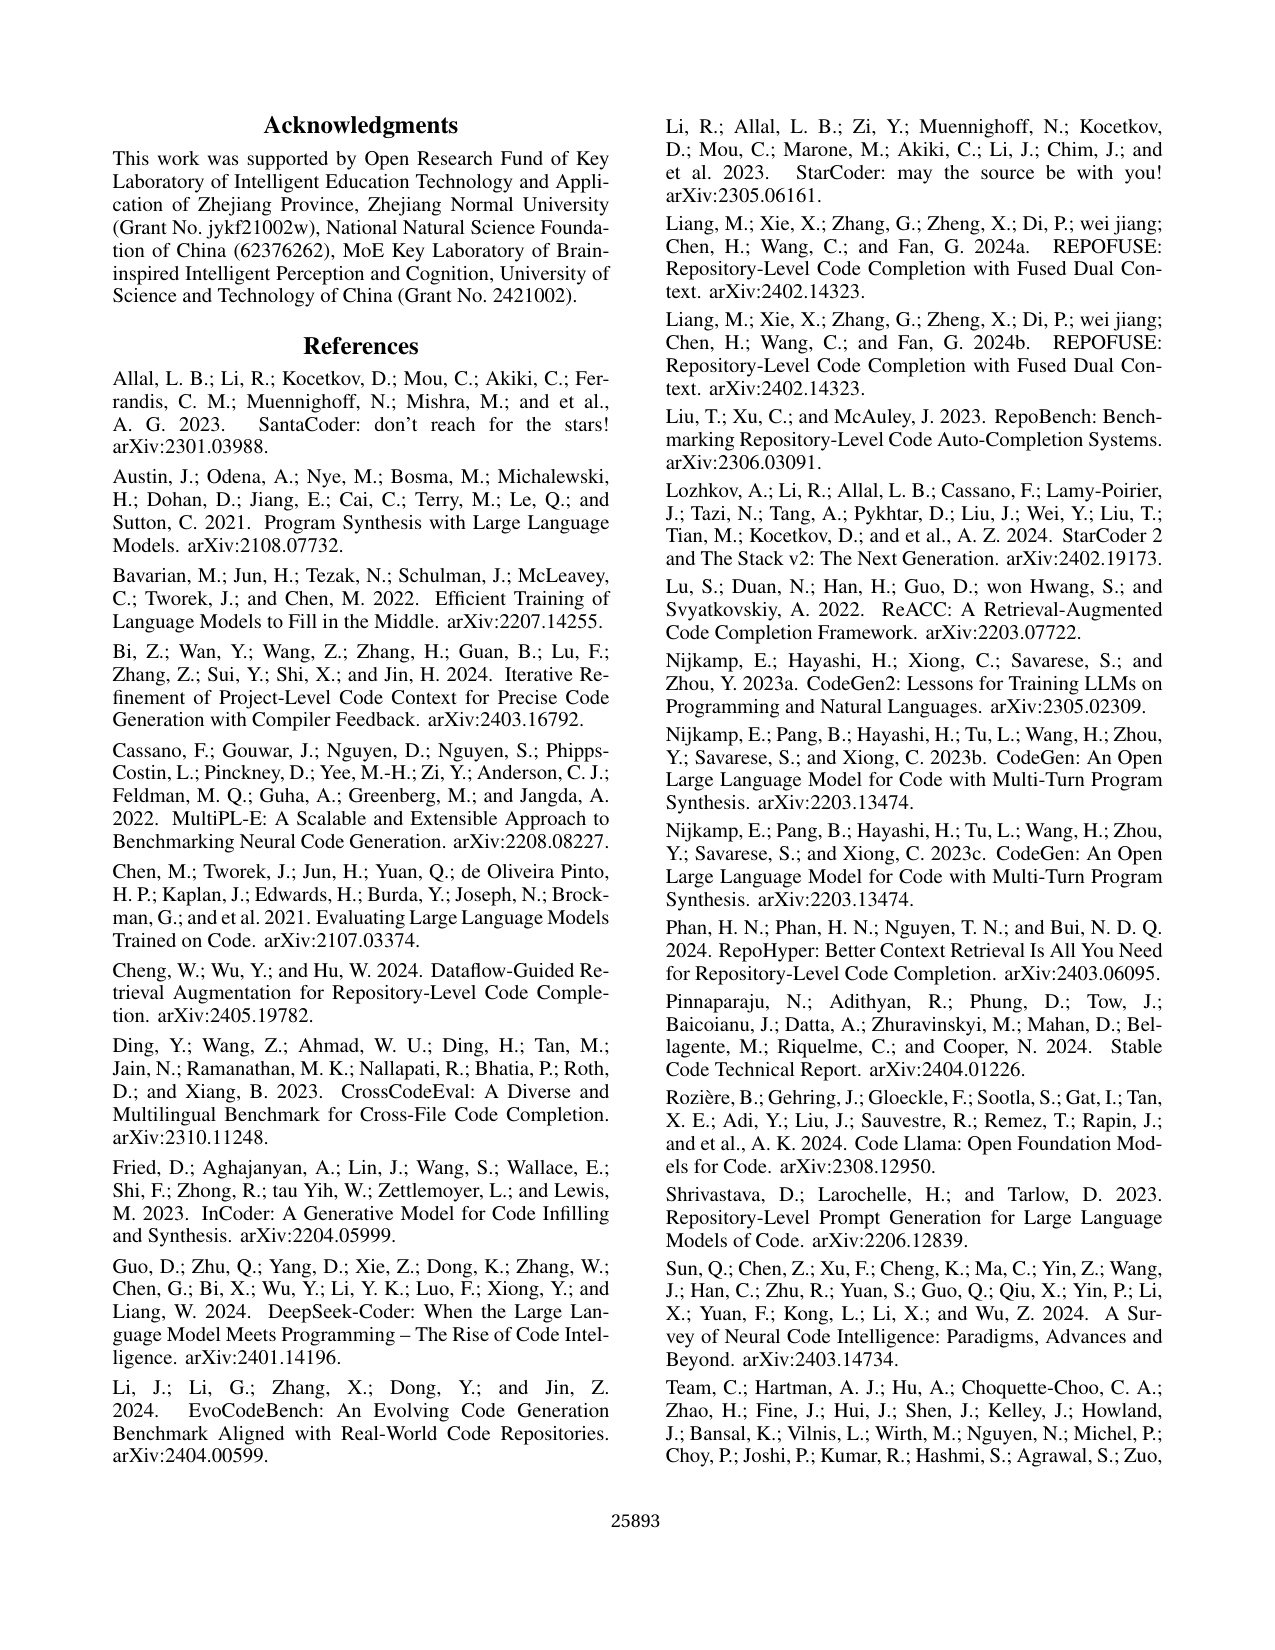 Acknowledgments
This work was supported by Open Research Fund of Key
Laboratory of Intelligent Education Technology and Appli-
cation of Zhejiang Province, Zhejiang Normal University
(Grant No. jykf21002w), National Natural Science Founda-
tion of China (62376262), MoE Key Laboratory of Brain-
inspired Intelligent Perception and Cognition, University of
Science and Technology of China (Grant No. 2421002).
References
Allal, L. B.; Li, R.; Kocetkov, D.; Mou, C.; Akiki, C.; Fer-
randis, C. M.; Muennighoff, N.; Mishra, M.; and et al.,
A. G. 2023. SantaCoder: don't reach for the stars!
arXiv:2301.03988.
Austin, J.; Odena, A.; Nye, M.; Bosma, M.; Michalewski,
H.; Dohan, D.; Jiang, E.; Cai, C.; Terry, M.; Le, Q.; and
Sutton, C. 2021. Program Synthesis with Large Language
Models. arXiv:2108.07732.
Bavarian, M.; Jun, H.; Tezak, N.; Schulman, J.; McLeavey,
C.; Tworek, J.; and Chen, M. 2022. Efficient Training of
Language Models to Fill in the Middle. arXiv:2207.14255.
Bi, Z.; Wan, Y.; Wang, Z.; Zhang, H.; Guan, B.; Lu, F.;
Zhang, Z.; Sui, Y.; Shi, X.; and Jin, H. 2024. Iterative Re-
finement of Project-Level Code Context for Precise Code
Generation with Compiler Feedback. arXiv:2403.16792.
Cassano, F.; Gouwar, J.; Nguyen, D.; Nguyen, S.; Phipps-
Costin, L.; Pinckney, D.; Yee, M.-H.; Zi, Y.; Anderson, C. J.;
Feldman, M. Q.; Guha, A.; Greenberg, M.; and Jangda, A.
2022. MultiPL-E: A Scalable and Extensible Approach to
Benchmarking Neural Code Generation. arXiv:2208.08227.
Chen, M.; Tworek, J.; Jun, H.; Yuan, Q.; de Oliveira Pinto,
H. P.; Kaplan, J.; Edwards, H.; Burda, Y.; Joseph, N.; Brock-
man, G.; and et al. 2021. Evaluating Large Language Models
Trained on Code. arXiv:2107.03374.
Cheng, W.; Wu, Y.; and Hu, W. 2024. Dataflow-Guided Re-
trieval Augmentation for Repository-Level Code Comple-
tion. arXiv:2405.19782.
Ding, Y.; Wang, Z.; Ahmad, W. U.; Ding, H.; Tan, M.;
Jain, N.; Ramanathan, M. K.; Nallapati, R.; Bhatia, P.; Roth,
D.; and Xiang, B. 2023. CrossCodeEval: A Diverse and
Multilingual Benchmark for Cross-File Code Completion.
arXiv:2310.11248.
Fried, D.; Aghajanyan, A.; Lin, J.; Wang, S.; Wallace, E.;
Shi, F.; Zhong, R.; tau Yih, W.; Zettlemoyer, L.; and Lewis,
M. 2023. InCoder: A Generative Model for Code Infilling
and Synthesis. arXiv:2204.05999.
Guo, D.; Zhu, Q.; Yang, D.; Xie, Z.; Dong, K.; Zhang, W.;
Chen, G.; Bi, X.; Wu, Y.; Li, Y. K.; Luo, F.; Xiong, Y.; and
Liang, W. 2024. DeepSeek-Coder: When the Large Lan-
guage Model Meets Programming – The Rise of Code Intel-
ligence. arXiv:2401.14196.
Li, J.; Li, G.; Zhang, X.; Dong, Y.; and Jin, Z.
2024. EvoCodeBench: An Evolving Code Generation
Benchmark Aligned with Real-World Code Repositories.
arXiv:2404.00599.
Li, R.; Allal, L. B.; Zi, Y.; Muennighoff, N.; Kocetkov,
D.; Mou, C.; Marone, M.; Akiki, C.; Li, J.; Chim, J.; and
et al. 2023. StarCoder: may the source be with you!
arXiv:2305.06161.
Liang, M.; Xie, X.; Zhang, G.; Zheng, X.; Di, P.; wei jiang;
Chen, H.; Wang, C.; and Fan, G. 2024a. REPOFUSE:
Repository-Level Code Completion with Fused Dual Con-
text. arXiv:2402.14323.
Liang, M.; Xie, X.; Zhang, G.; Zheng, X.; Di, P.; wei jiang;
Chen, H.; Wang, C.; and Fan, G. 2024b. REPOFUSE:
Repository-Level Code Completion with Fused Dual Con-
text. arXiv:2402.14323.
Liu, T.; Xu, C.; and McAuley, J. 2023. RepoBench: Bench-
marking Repository-Level Code Auto-Completion Systems.
arXiv:2306.03091.
Lozhkov, A.; Li, R.; Allal, L. B.; Cassano, F.; Lamy-Poirier,
J.; Tazi, N.; Tang, A.; Pykhtar, D.; Liu, J.; Wei, Y.; Liu, T.;
Tian, M.; Kocetkov, D.; and et al., A. Z. 2024. StarCoder 2
and The Stack v2: The Next Generation. arXiv:2402.19173.
Lu, S.; Duan, N.; Han, H.; Guo, D.; won Hwang, S.; and
Svyatkovskiy, A. 2022. ReACC: A Retrieval-Augmented
Code Completion Framework. arXiv:2203.07722.
Nijkamp, E.; Hayashi, H.; Xiong, C.; Savarese, S.; and
Zhou, Y. 2023a. CodeGen2: Lessons for Training LLMs on
Programming and Natural Languages. arXiv:2305.02309.
Nijkamp, E.; Pang, B.; Hayashi, H.; Tu, L.; Wang, H.; Zhou,
Y.; Savarese, S.; and Xiong, C. 2023b. CodeGen: An Open
Large Language Model for Code with Multi-Turn Program
Synthesis. arXiv:2203.13474.
Nijkamp, E.; Pang, B.; Hayashi, H.; Tu, L.; Wang, H.; Zhou,
Y.; Savarese, S.; and Xiong, C. 2023c. CodeGen: An Open
Large Language Model for Code with Multi-Turn Program
Synthesis. arXiv:2203.13474.
Phan, H. N.; Phan, H. N.; Nguyen, T. N.; and Bui, N. D. Q.
2024. RepoHyper: Better Context Retrieval Is All You Need
for Repository-Level Code Completion. arXiv:2403.06095.
Pinnaparaju, N.; Adithyan, R.; Phung, D.; Tow, J.;
Baicoianu, J.; Datta, A.; Zhuravinskyi, M.; Mahan, D.; Bel-
lagente, M.; Riquelme, C.; and Cooper, N. 2024. Stable
Code Technical Report. arXiv:2404.01226.
Rozière, B.; Gehring, J.; Gloeckle, F.; Sootla, S.; Gat, I.; Tan,
X. E.; Adi, Y.; Liu, J.; Sauvestre, R.; Remez, T.; Rapin, J.;
and et al., A. K. 2024. Code Llama: Open Foundation Mod-
els for Code. arXiv:2308.12950.
Shrivastava, D.; Larochelle, H.; and Tarlow, D. 2023.
Repository-Level Prompt Generation for Large Language
Models of Code. arXiv:2206.12839.
Sun, Q.; Chen, Z.; Xu, F.; Cheng, K.; Ma, C.; Yin, Z.; Wang,
J.; Han, C.; Zhu, R.; Yuan, S.; Guo, Q.; Qiu, X.; Yin, P.; Li,
X.; Yuan, F.; Kong, L.; Li, X.; and Wu, Z. 2024. A Sur-
vey of Neural Code Intelligence: Paradigms, Advances and
Beyond. arXiv:2403.14734.
Team, C.; Hartman, A. J.; Hu, A.; Choquette-Choo, C. A.;
Zhao, H.; Fine, J.; Hui, J.; Shen, J.; Kelley, J.; Howland,
J.; Bansal, K.; Vilnis, L.; Wirth, M.; Nguyen, N.; Michel, P.;
Choy, P.; Joshi, P.; Kumar, R.; Hashmi, S.; Agrawal, S.; Zuo,
25893